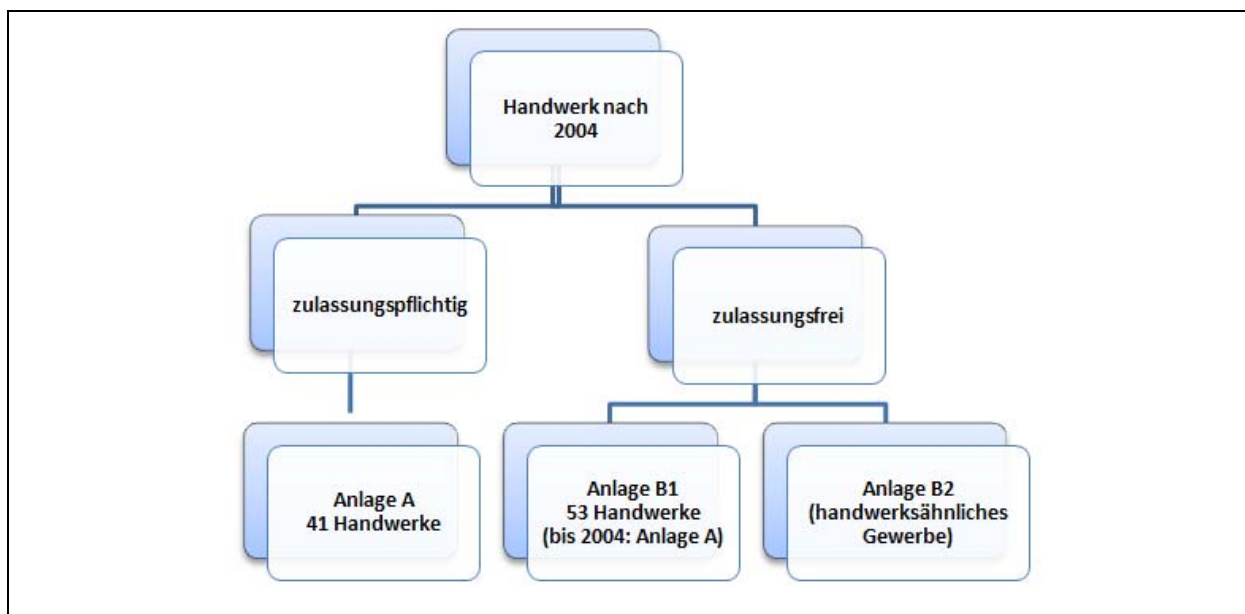 Handwerk nach
2004
zulassungspflichtig
zulassungsfrei
Anlage A
41 Handwerke
Anlage B1
53 Handwerke
(bis 2004: Anlage A)
Anlage B2
(handwerksähnliches
Gewerbe)